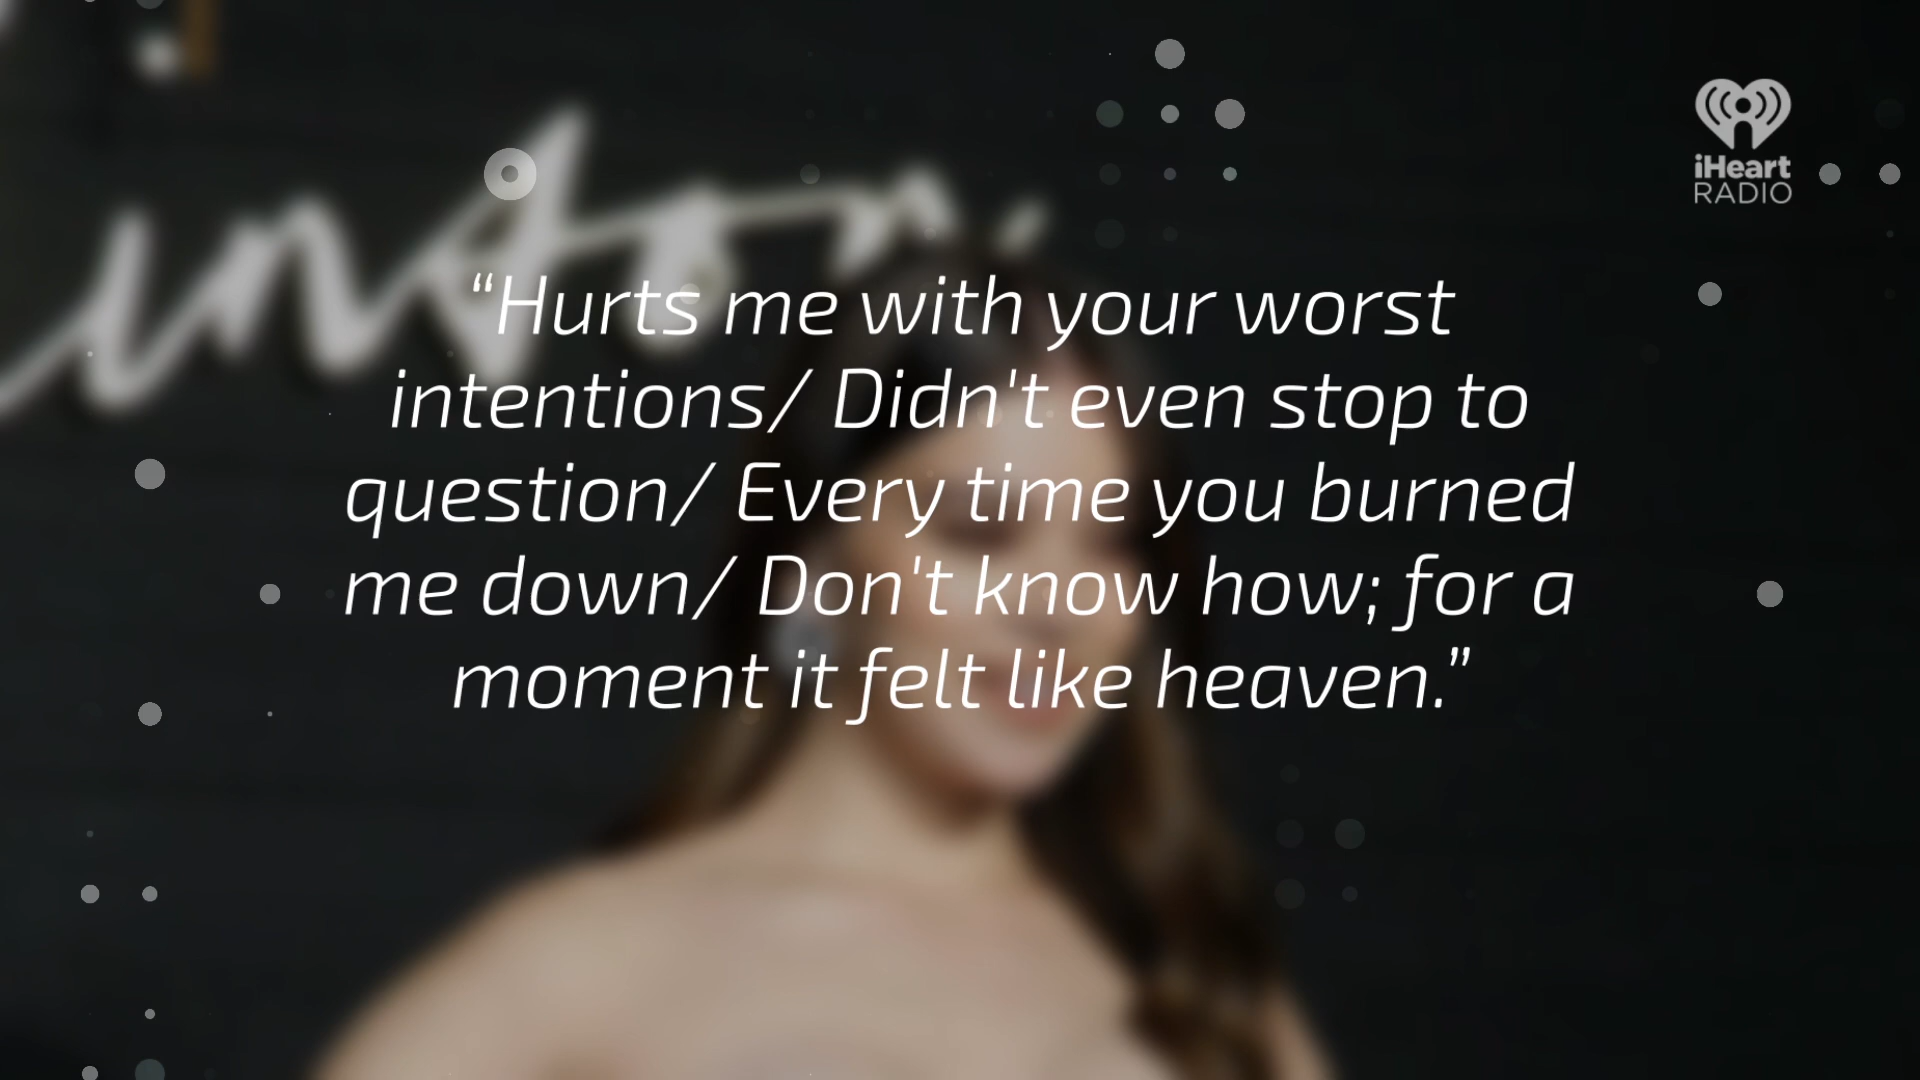 iHeart
RADIO
“Hurts me with your worst
intentions/ Didn't even stop to
question/ Every time you burned
me down/ Don't know how; for a
moment it felt like heaven.”